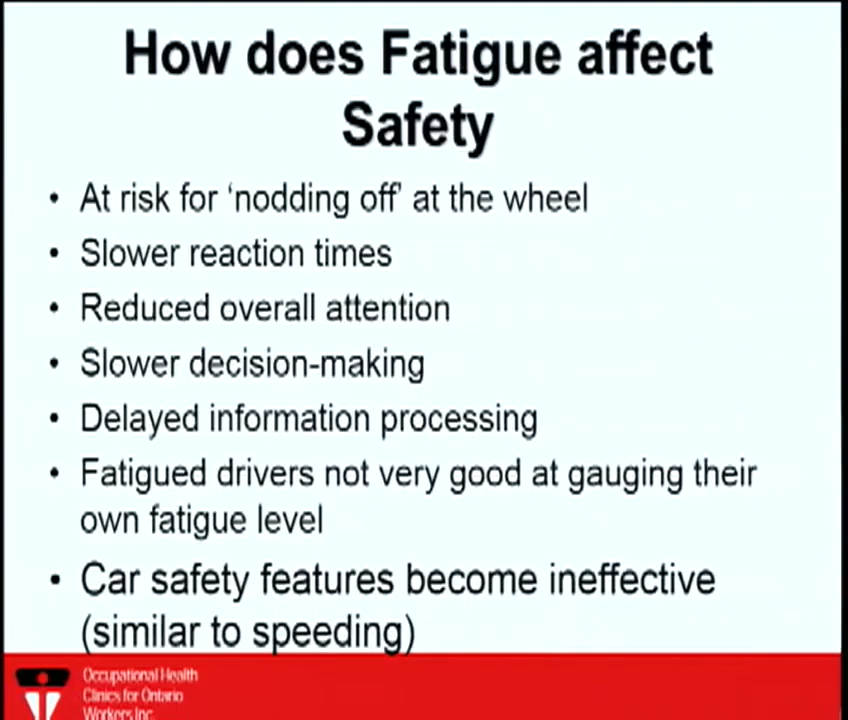 How does Fatigue affect
Safety
• At risk for ‘nodding off’ at the wheel
• Slower reaction times
• Reduced overall attention
• Slower decision-making
• Delayed information processing
• Fatigued drivers not very good at gauging their
own fatigue level
• Car safety features become ineffective
(similar to speeding)
Occupational Health
Clinics for Ontario
Workers Inc.